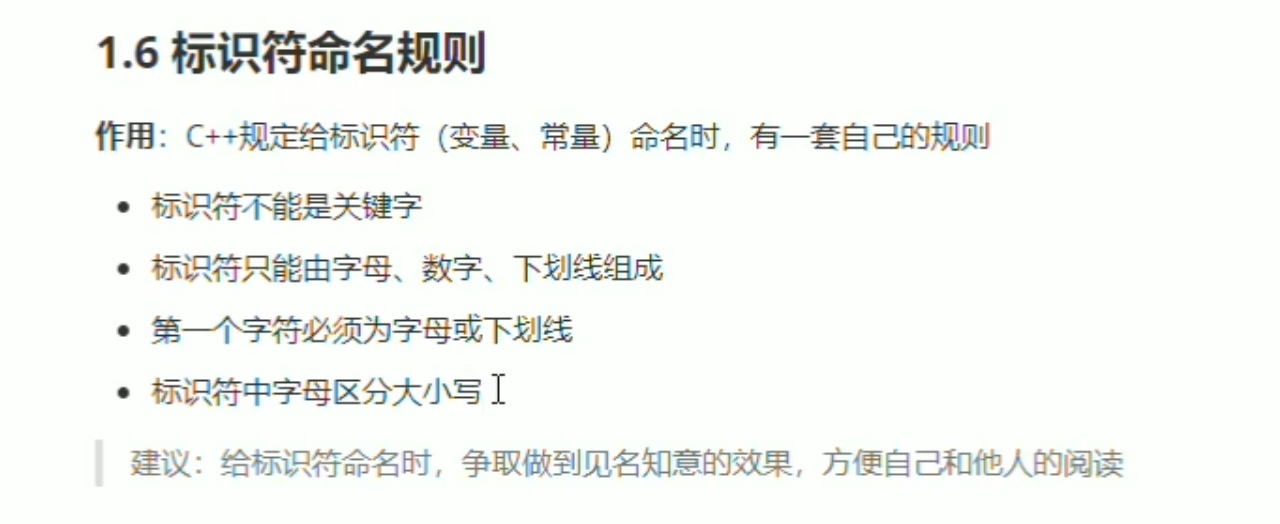 1.6 标识符命名规则
作用：C++规定给标识符（变量、常量）命名时，有一套自己的规则
• 标识符不能是关键字
• 标识符只能由字母、数字、下划线组成
• 第一个字符必须为字母或下划线
• 标识符中字母区分大小写
建议：给标识符命名时，争取做到见名知意的效果，方便自己和他人的阅读